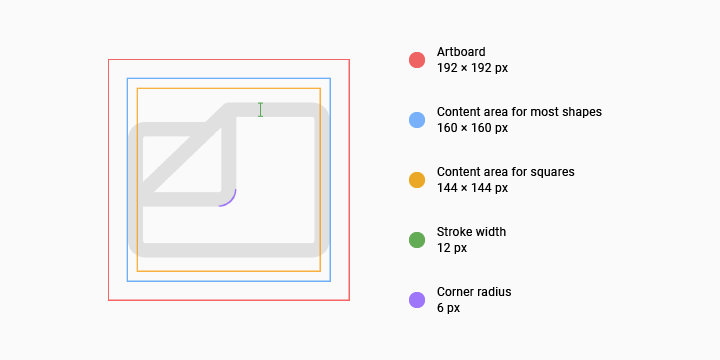 Artboard
192 × 192 px
Content area for most shapes
160 × 160 px
Content area for squares
144 × 144 px
Stroke width
12 px
Corner radius
6 px